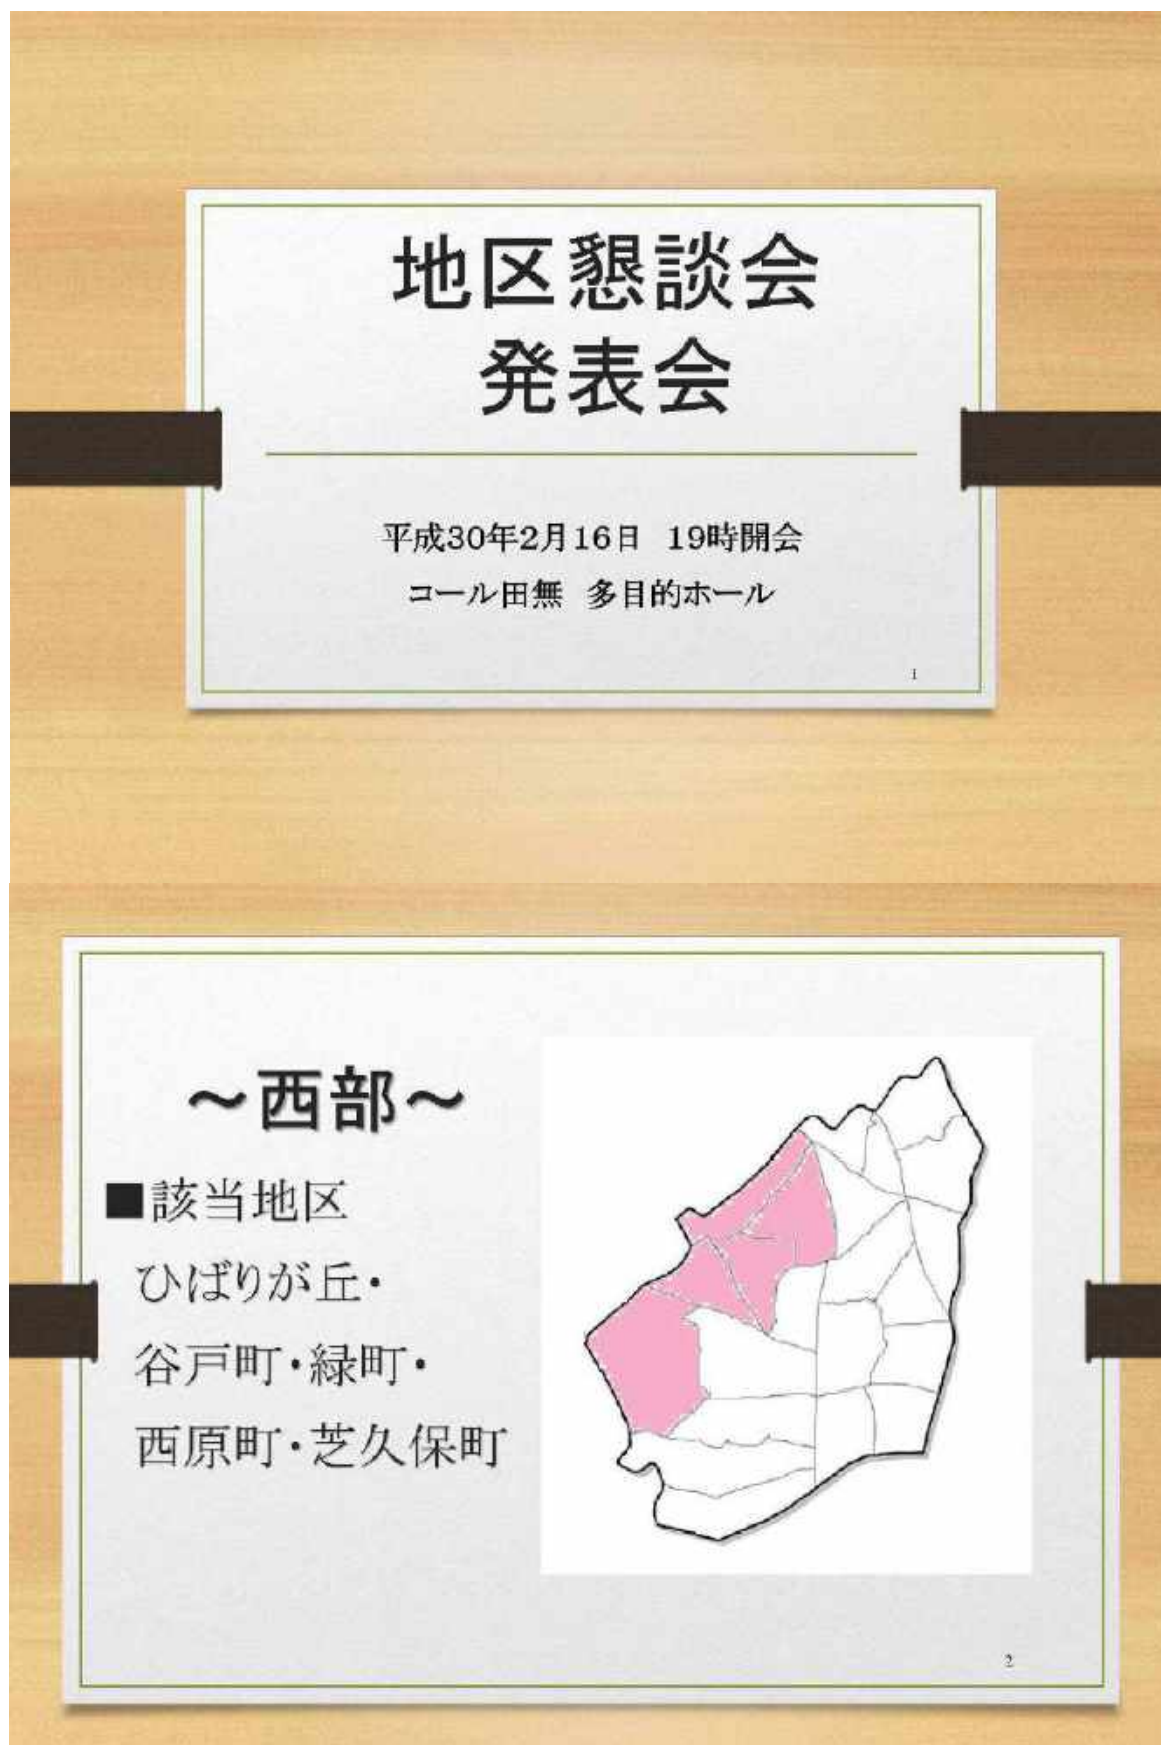 地区懇談会
発表会
平成30年2月16日　19時開会
コール田無　多目的ホール
1
～西部～
■該当地区
ひばりが丘・
谷戸町・緑町・
西原町・芝久保町
2